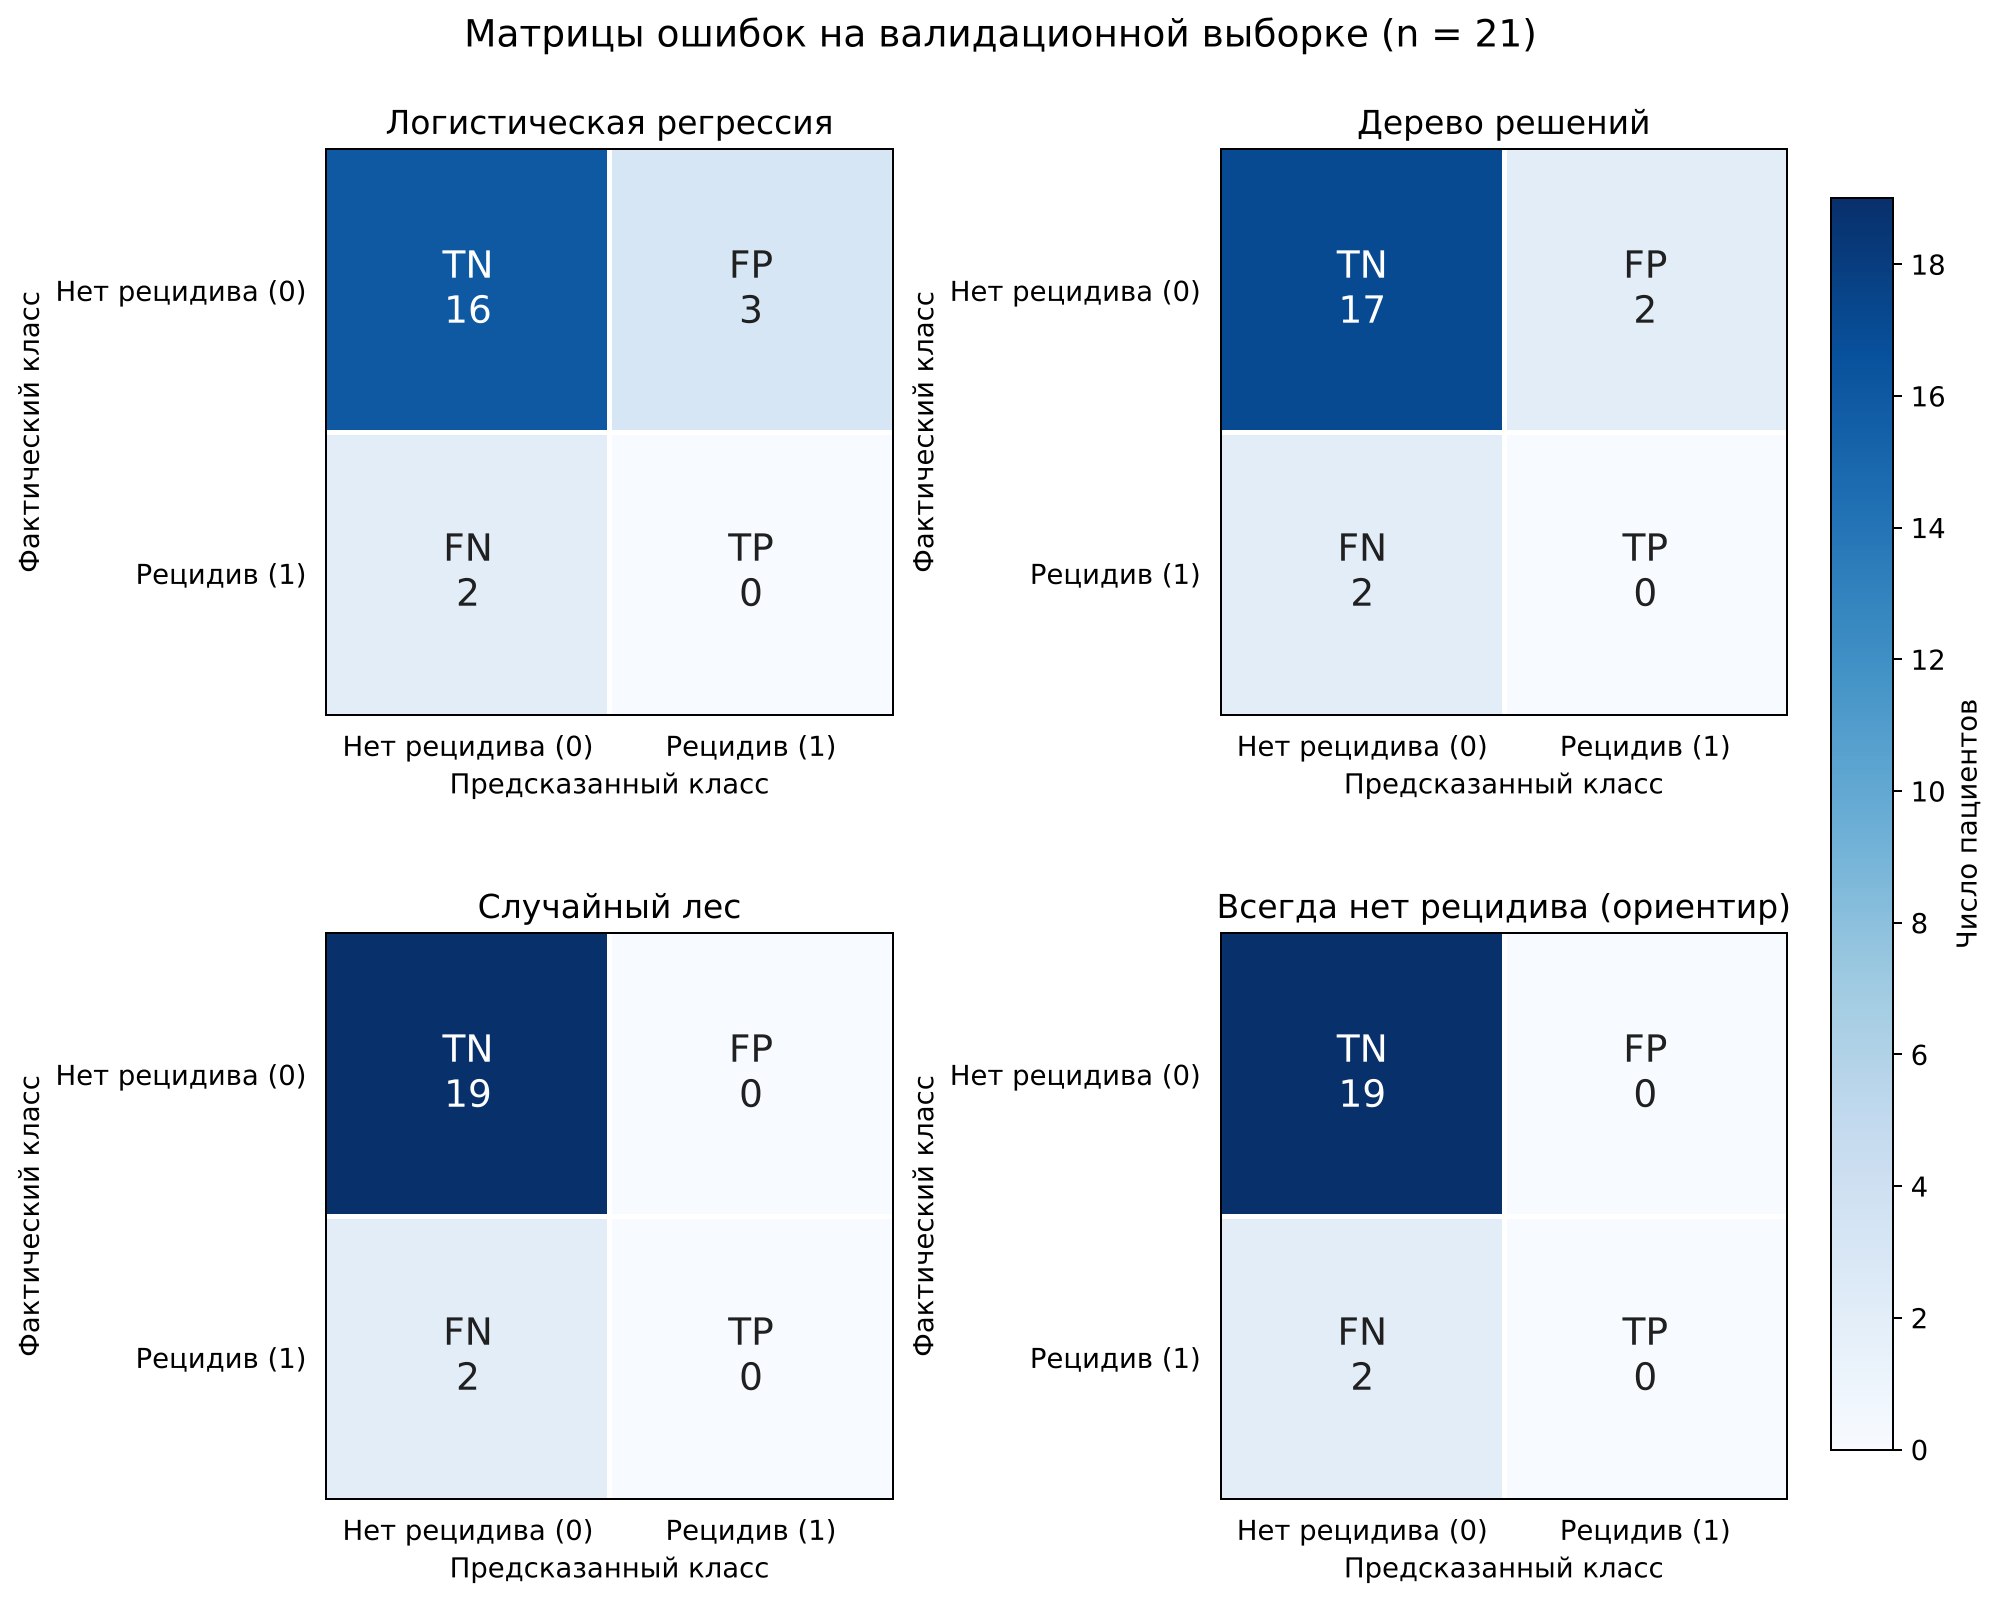 Матрицы ошибок на валидационной выборке (n = 21)
Логистическая регрессия
Фактический класс
Нет рецидива (0)
TN
16
FP
3
Рецидив (1)
FN
2
TP
0
Нет рецидива (0)
Рецидив (1)
Предсказанный класс
Дерево решений
Фактический класс
Нет рецидива (0)
TN
17
FP
2
Рецидив (1)
FN
2
TP
0
Нет рецидива (0)
Рецидив (1)
Предсказанный класс
Случайный лес
Фактический класс
Нет рецидива (0)
TN
19
FP
0
Рецидив (1)
FN
2
TP
0
Нет рецидива (0)
Рецидив (1)
Предсказанный класс
Всегда нет рецидива (ориентир)
Фактический класс
Нет рецидива (0)
TN
19
FP
0
Рецидив (1)
FN
2
TP
0
Нет рецидива (0)
Рецидив (1)
Предсказанный класс
18
16
14
12
10
8
6
4
2
0
Число пациентов